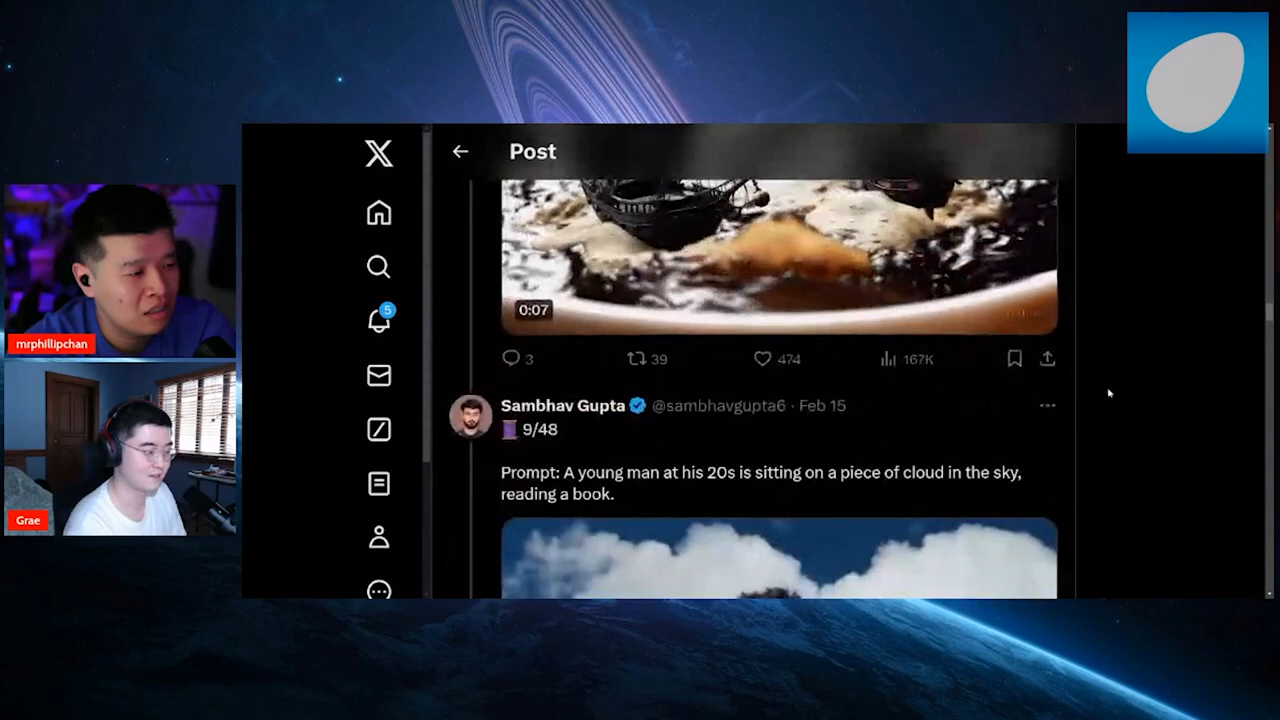 Post
0:07
3
39
474
167K
5
mrphillipchan
Sambhav Gupta @sambhavgupta6 · Feb 15
9/48
Prompt: A young man at his 20s is sitting on a piece of cloud in the sky,
reading a book.
Grae